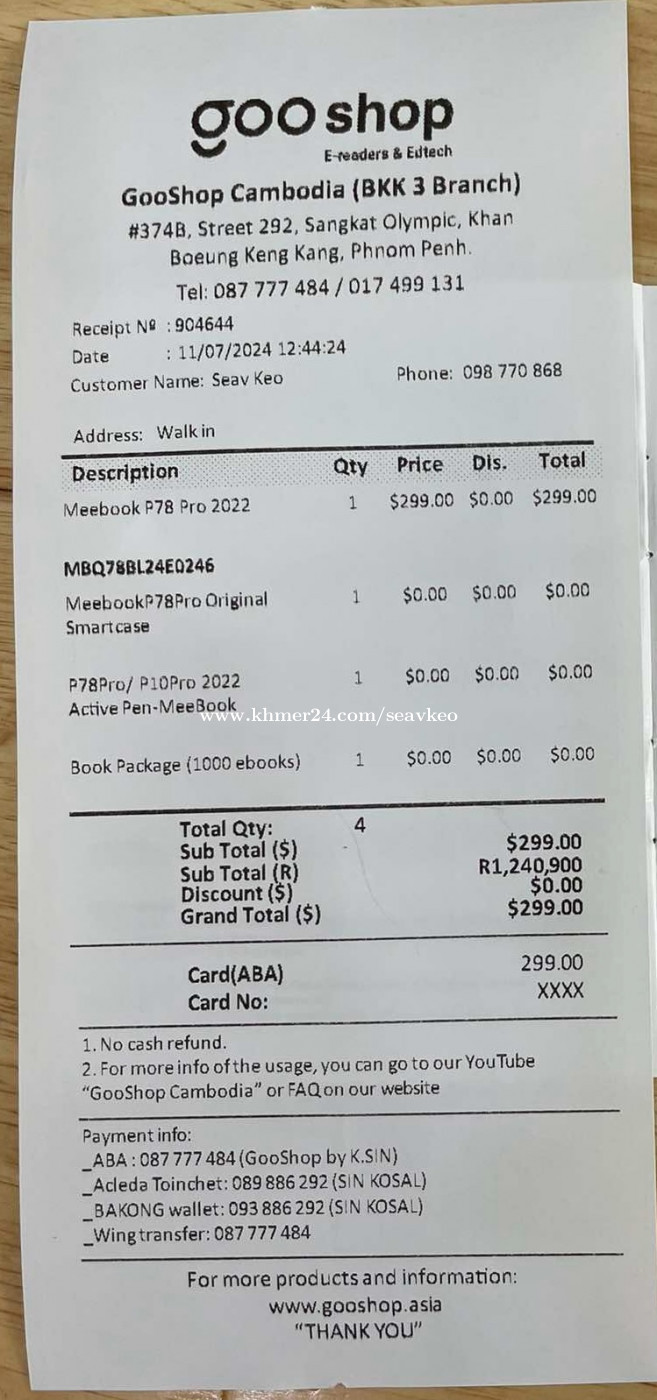 goo shop
E-readers & Edtech
GooShop Cambodia (BKK 3 Branch)
#374B, Street 292, Sangkat Olympic, Khan
Boeung Keng Kang, Phnom Penh.
Tel: 087 777 484 / 017 499 131
Receipt Nº : 904644
Date : 11/07/2024 12:44:24
Customer Name: Seav Keo Phone: 098 770 868
Address: Walk in
Description Qty Price Dis. Total
Meebook P78 Pro 2022 1 $299.00 $0.00 $299.00
MBQ78BL24E0246
MeebookP78Pro Original 1 $0.00 $0.00 $0.00
Smartcase
P78Pro/ P10Pro 2022 1 $0.00 $0.00 $0.00
Active Pen-MeeBook
www.khmer24.com/seavkeo
Book Package (1000 ebooks) 1 $0.00 $0.00 $0.00
Total Qty: 4
Sub Total ($) $299.00
Sub Total (R) R1,240,900
Discount ($) $0.00
Grand Total ($) $299.00
Card(ABA) 299.00
Card No: XXXX
1. No cash refund.
2. For more info of the usage, you can go to our YouTube
“GooShop Cambodia” or FAQ on our website
Payment info:
_ABA : 087 777 484 (GooShop by K.SIN)
_Acleda Toinchet: 089 886 292 (SIN KOSAL)
_BAKONG wallet: 093 886 292 (SIN KOSAL)
_Wing transfer: 087 777 484
For more products and information:
www.gooshop.asia
“THANK YOU”